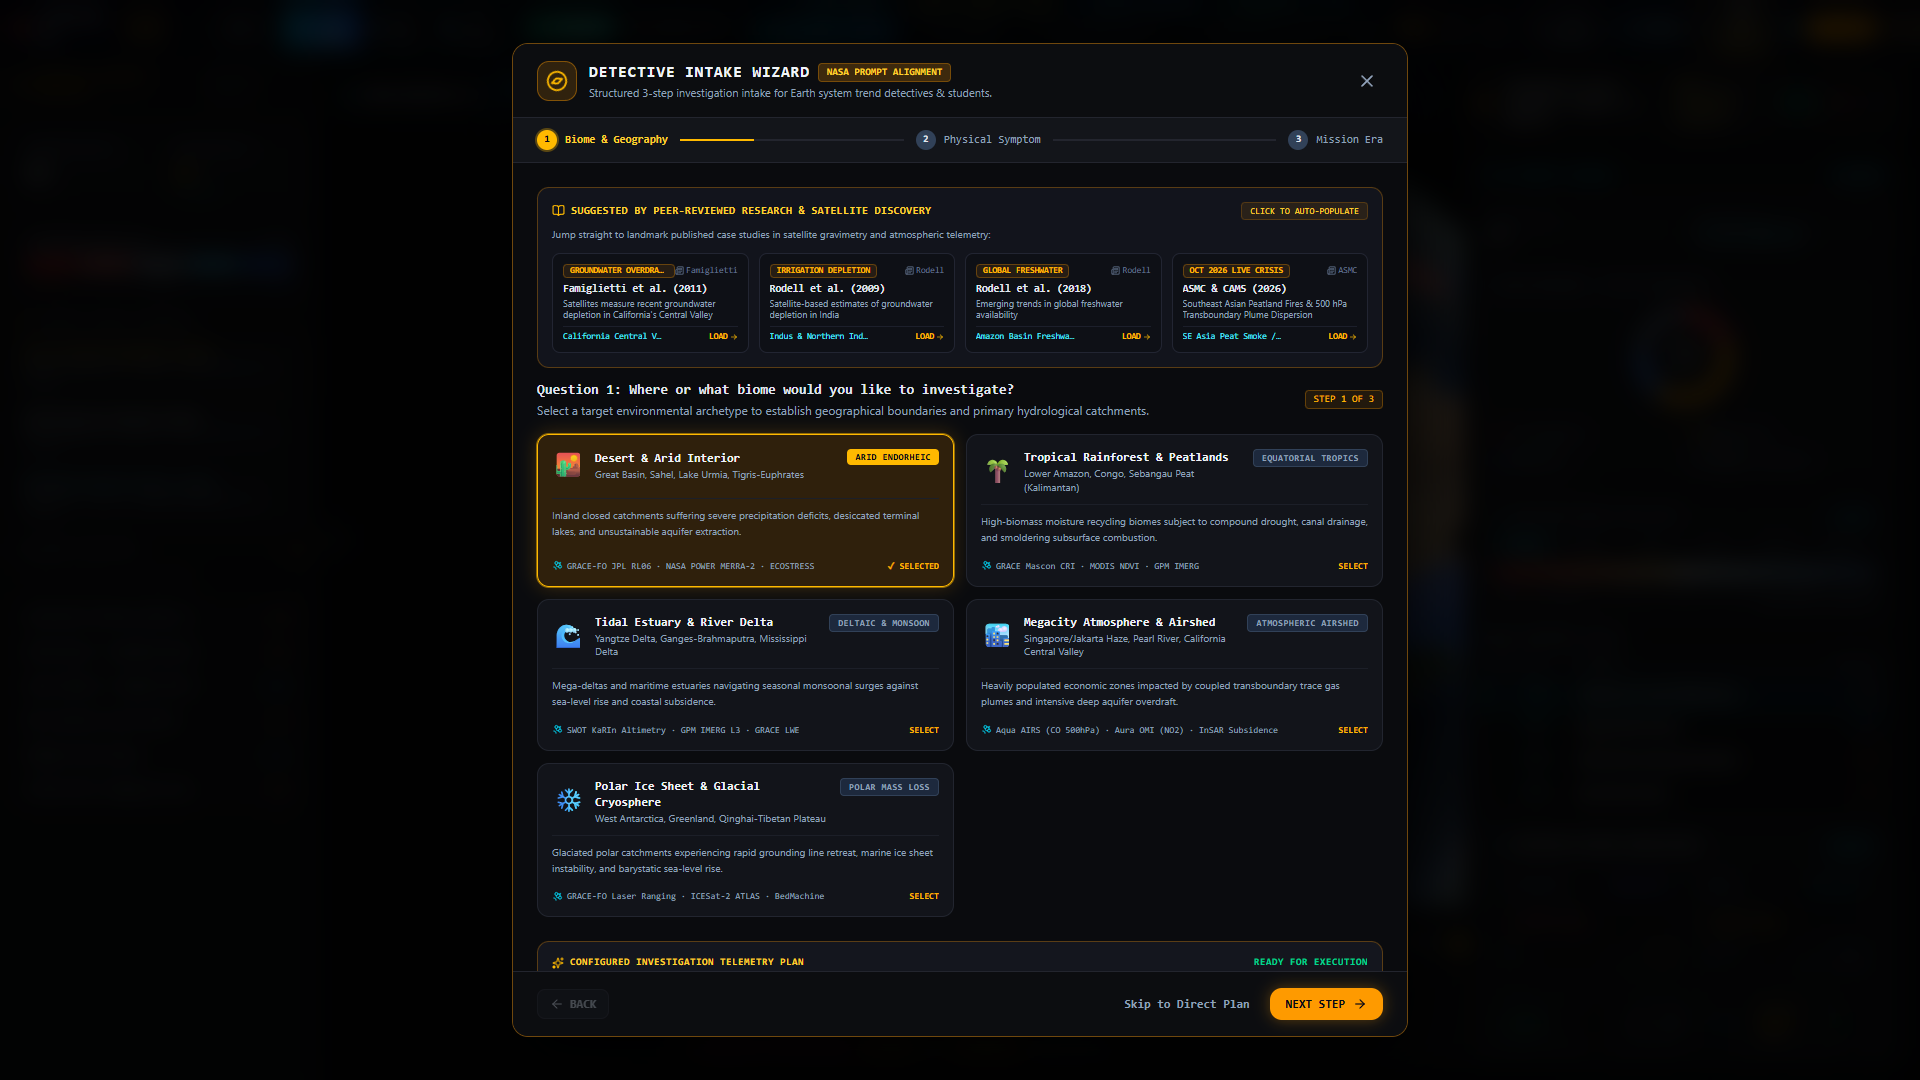 DETECTIVE INTAKE WIZARD NASA PROMPT ALIGNMENT
Structured 3-step investigation intake for Earth system trend detectives & students.
1 Biome & Geography 2 Physical Symptom 3 Mission Era
SUGGESTED BY PEER-REVIEWED RESEARCH & SATELLITE DISCOVERY CLICK TO AUTO-POPULATE
Jump straight to landmark published case studies in satellite gravimetry and atmospheric telemetry:
GROUNDWATER OVERDRA… Famiglietti
Famiglietti et al. (2011)
Satellites measure recent groundwater
depletion in California's Central Valley
California Central V… LOAD →
IRRIGATION DEPLETION Rodell
Rodell et al. (2009)
Satellite-based estimates of groundwater
depletion in India
Indus & Northern Ind… LOAD →
GLOBAL FRESHWATER Rodell
Rodell et al. (2018)
Emerging trends in global freshwater
availability
Amazon Basin Freshwa… LOAD →
OCT 2026 LIVE CRISIS ASMC
ASMC & CAMS (2026)
Southeast Asian Peatland Fires & 500 hPa
Transboundary Plume Dispersion
SE Asia Peat Smoke /… LOAD →
Question 1: Where or what biome would you like to investigate?
Select a target environmental archetype to establish geographical boundaries and primary hydrological catchments.
STEP 1 OF 3
Desert & Arid Interior ARID ENDORHEIC
Great Basin, Sahel, Lake Urmia, Tigris-Euphrates
Inland closed catchments suffering severe precipitation deficits, desiccated terminal
lakes, and unsustainable aquifer extraction.
GRACE-FO JPL RL06 · NASA POWER MERRA-2 · ECOSTRESS ✓ SELECTED
Tropical Rainforest & Peatlands EQUATORIAL TROPICS
Lower Amazon, Congo, Sebangau Peat
(Kalimantan)
High-biomass moisture recycling biomes subject to compound drought, canal drainage,
and smoldering subsurface combustion.
GRACE Mascon CRI · MODIS NDVI · GPM IMERG SELECT
Tidal Estuary & River Delta DELTAIC & MONSOON
Yangtze Delta, Ganges-Brahmaputra, Mississippi
Delta
Mega-deltas and maritime estuaries navigating seasonal monsoonal surges against
sea-level rise and coastal subsidence.
SWOT KaRIn Altimetry · GPM IMERG L3 · GRACE LWE SELECT
Megacity Atmosphere & Airshed ATMOSPHERIC AIRSHED
Singapore/Jakarta Haze, Pearl River, California
Central Valley
Heavily populated economic zones impacted by coupled transboundary trace gas
plumes and intensive deep aquifer overdraft.
Aqua AIRS (CO 500hPa) · Aura OMI (NO2) · InSAR Subsidence SELECT
Polar Ice Sheet & Glacial
Cryosphere
POLAR MASS LOSS
West Antarctica, Greenland, Qinghai-Tibetan Plateau
Glaciated polar catchments experiencing rapid grounding line retreat, marine ice sheet
instability, and barystatic sea-level rise.
GRACE-FO Laser Ranging · ICESat-2 ATLAS · BedMachine SELECT
CONFIGURED INVESTIGATION TELEMETRY PLAN READY FOR EXECUTION
← BACK Skip to Direct Plan NEXT STEP →